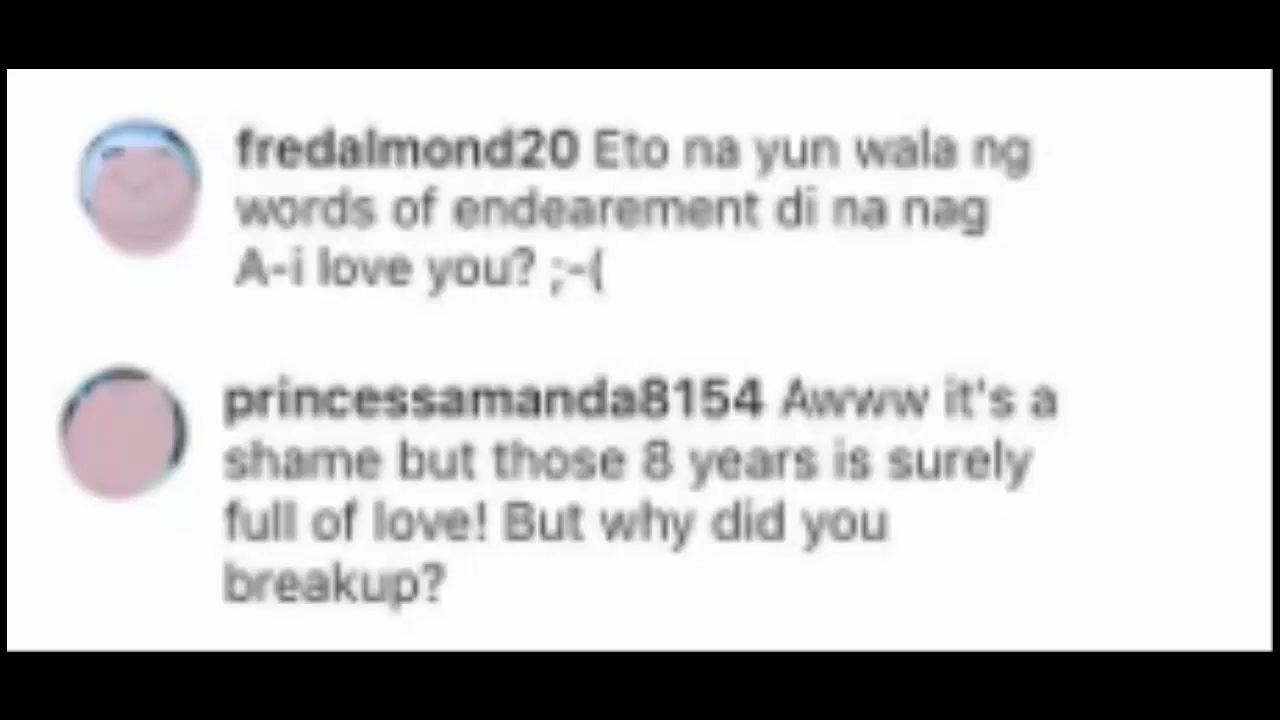 fredalmond20 Eto na yun wala ng
words of endearement di na nag
A-i love you? ;-(
princessamanda8154 Awww it's a
shame but those 8 years is surely
full of love! But why did you
breakup?